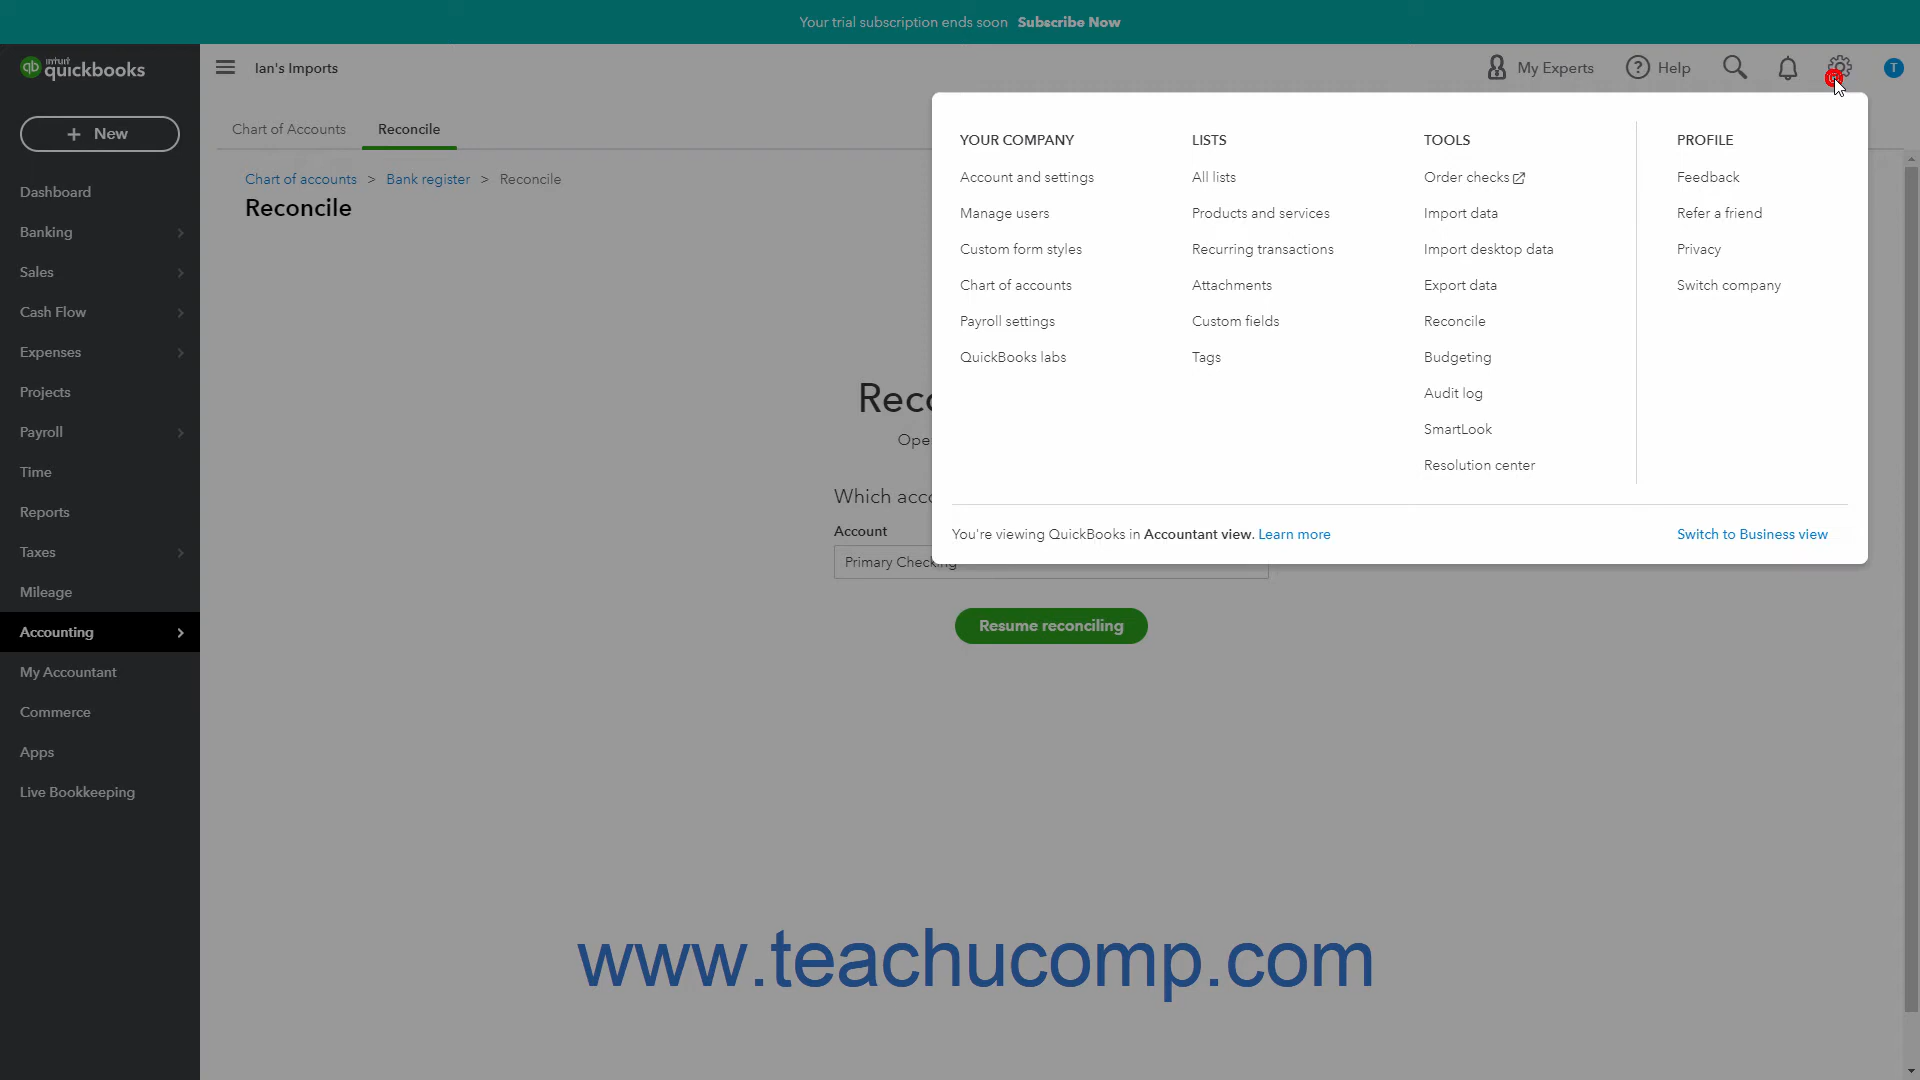 Your trial subscription ends soon Subscribe Now
intuit
qb quickbooks
Ian's Imports
My Experts
? Help
T
+ New
Dashboard
Banking
Sales
Cash Flow
Expenses
Projects
Payroll
Time
Reports
Taxes
Mileage
Accounting
My Accountant
Commerce
Apps
Live Bookkeeping
Chart of Accounts Reconcile
Chart of accounts > Bank register > Reconcile
Reconcile
YOUR COMPANY
Account and settings
Manage users
Custom form styles
Chart of accounts
Payroll settings
QuickBooks labs
LISTS
All lists
Products and services
Recurring transactions
Attachments
Custom fields
Tags
TOOLS
Order checks
Import data
Import desktop data
Export data
Reconcile
Budgeting
Audit log
SmartLook
Resolution center
PROFILE
Feedback
Refer a friend
Privacy
Switch company
You're viewing QuickBooks in Accountant view. Learn more
Switch to Business view
Which
Account
Primary Checking
Resume reconciling
www.teachucomp.com